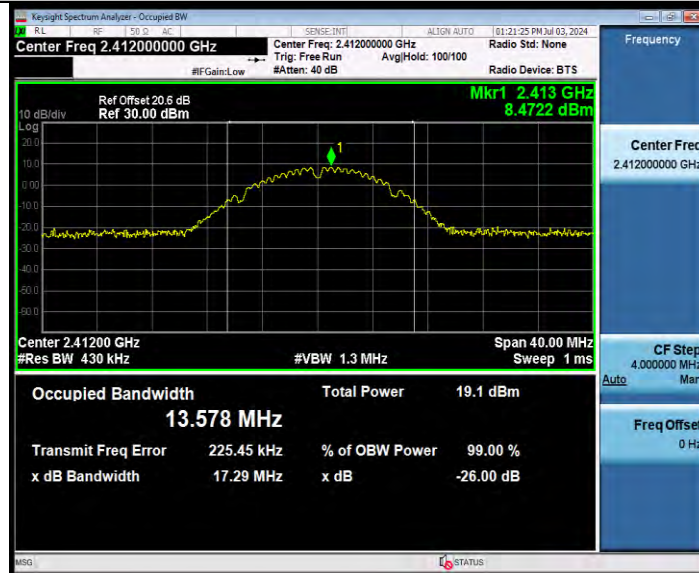 Keysight Spectrum Analyzer - Occupied BW
RL RF 50 Ω AC SENSE:INT ALIGN AUTO 01:21:25 PM Jul 03, 2024
Center Freq 2.412000000 GHz
Center Freq: 2.412000000 GHz
Radio Std: None
Trig: Free Run Avg|Hold: 100/100
#IFGain:Low #Atten: 40 dB Radio Device: BTS
Ref Offset 20.6 dB
Mkr1 2.413 GHz
10 dB/div Ref 30.00 dBm 8.4722 dBm
Log
20.0
1
10.0
0.00
-10.0
-20.0
-30.0
-40.0
-50.0
-60.0
Center 2.41200 GHz Span 40.00 MHz
#Res BW 430 kHz #VBW 1.3 MHz Sweep 1 ms
Occupied Bandwidth Total Power 19.1 dBm
13.578 MHz
Transmit Freq Error 225.45 kHz % of OBW Power 99.00 %
x dB Bandwidth 17.29 MHz x dB -26.00 dB
MSG STATUS
Frequency
Center Freq
2.412000000 GHz
CF Step
4.000000 MHz
Auto Man
Freq Offset
0 Hz